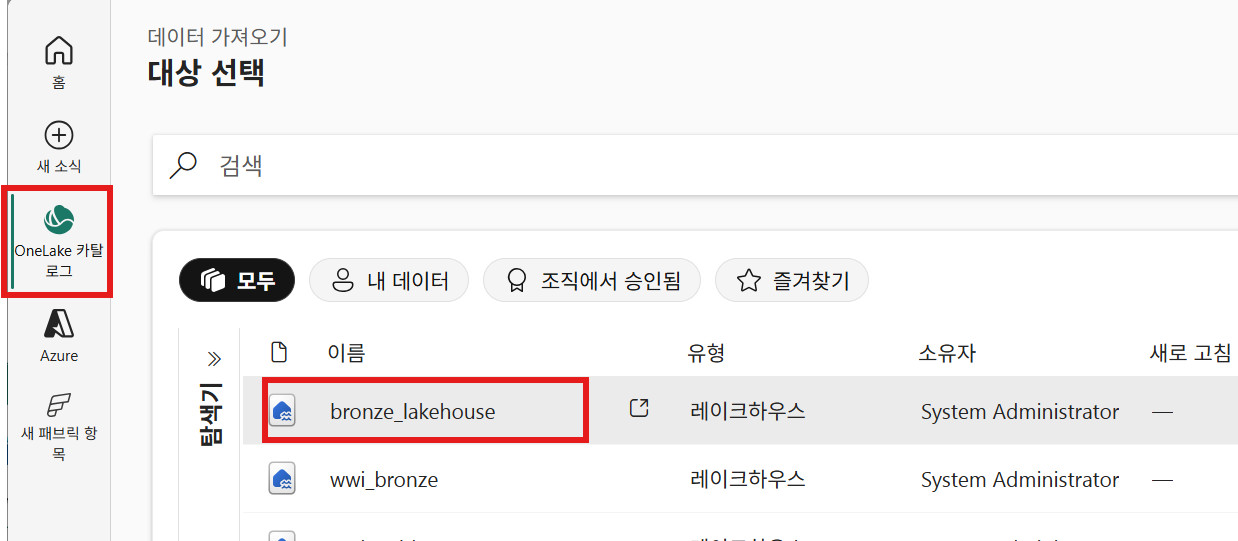 홈
새 소식
OneLake 카탈
로그
Azure
새 패브릭 항
목
데이터 가져오기
대상 선택
검색
모두
내 데이터
조직에서 승인됨
즐겨찾기
탐색기
이름 유형 소유자 새로 고침
bronze_lakehouse 레이크하우스 System Administrator —
wwi_bronze 레이크하우스 System Administrator —